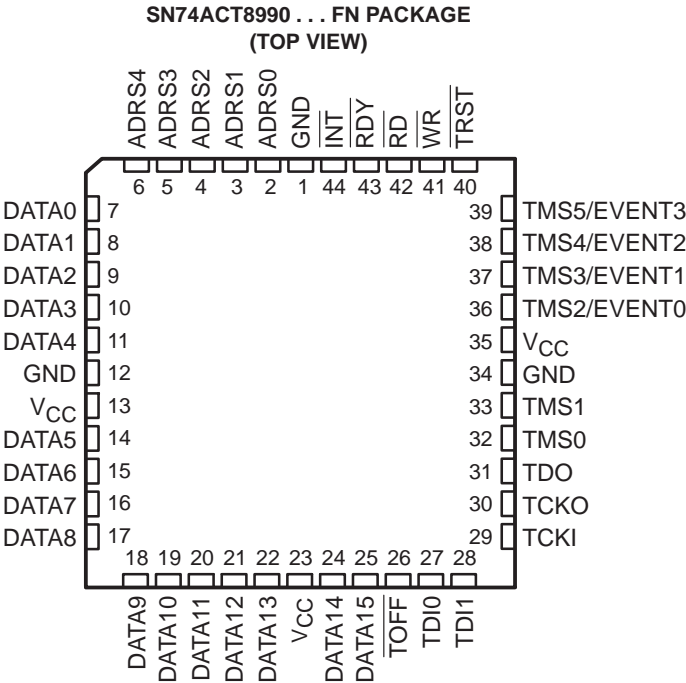 SN74ACT8990 . . . FN PACKAGE
(TOP VIEW)
ADRS4
ADRS3
ADRS2
ADRS1
ADRS0
GND
INT
RDY
RD
WR
TRST
6 5 4 3 2 1 44 43 42 41 40
DATA0 7
DATA1 8
DATA2 9
DATA3 10
DATA4 11
GND 12
VCC 13
DATA5 14
DATA6 15
DATA7 16
DATA8 17
39 TMS5/EVENT3
38 TMS4/EVENT2
37 TMS3/EVENT1
36 TMS2/EVENT0
35 VCC
34 GND
33 TMS1
32 TMS0
31 TDO
30 TCKO
29 TCKI
18 19 20 21 22 23 24 25 26 27 28
DATA9
DATA10
DATA11
DATA12
DATA13
VCC
DATA14
DATA15
TOFF
TDI0
TDI1